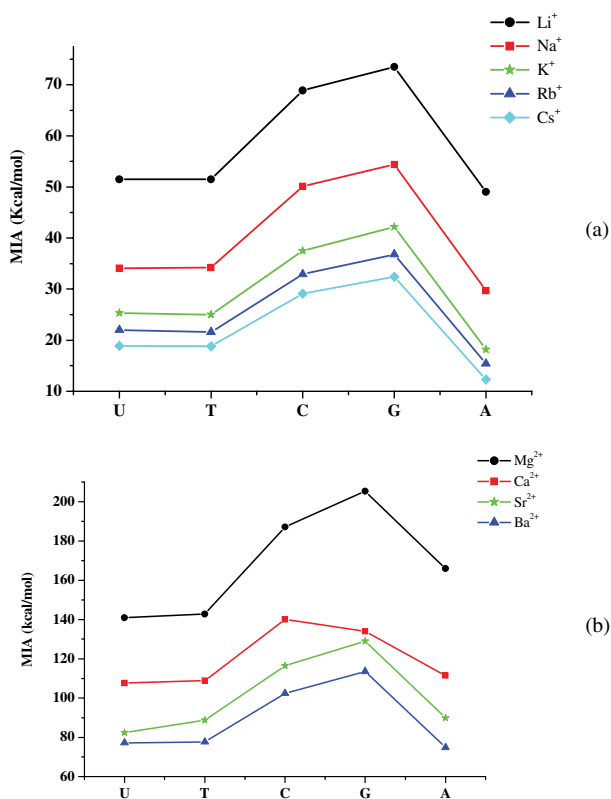 Li+
Na+
K+
Rb+
Cs+
MIA (Kcal/mol)
70
60
50
40
30
20
10
U T C G A
(a)
Mg2+
Ca2+
Sr2+
Ba2+
MIA (kcal/mol)
200
180
160
140
120
100
80
60
U T C G A
(b)